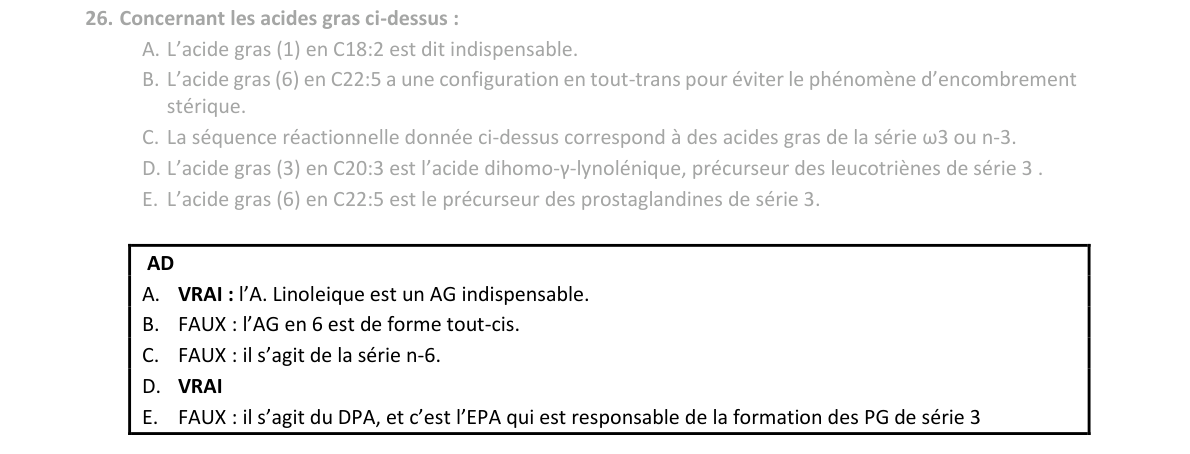 26. Concernant les acides gras ci-dessus :
A. L’acide gras (1) en C18:2 est dit indispensable.
B. L’acide gras (6) en C22:5 a une configuration en tout-trans pour éviter le phénomène d’encombrement
stérique.
C. La séquence réactionnelle donnée ci-dessus correspond à des acides gras de la série ω3 ou n-3.
D. L’acide gras (3) en C20:3 est l’acide dihomo-γ-lynolénique, précurseur des leucotriènes de série 3 .
E. L’acide gras (6) en C22:5 est le précurseur des prostaglandines de série 3.
AD
A. VRAI : l’A. Linoleique est un AG indispensable.
B. FAUX : l’AG en 6 est de forme tout-cis.
C. FAUX : il s’agit de la série n-6.
D. VRAI
E. FAUX : il s’agit du DPA, et c’est l’EPA qui est responsable de la formation des PG de série 3